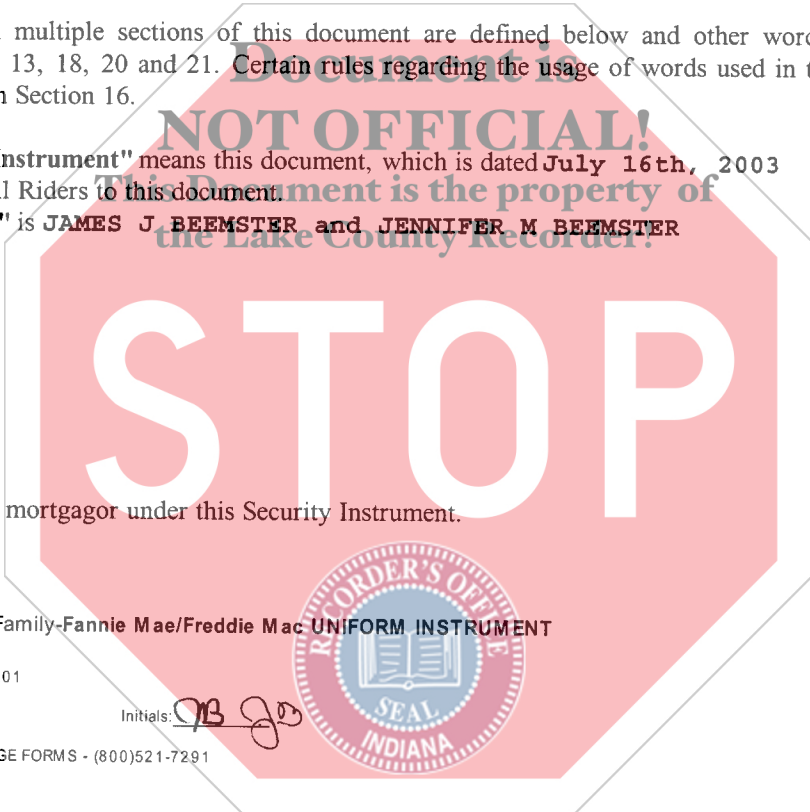 multiple sections of this document are defined below and other word
13, 18, 20 and 21. Certain rules regarding the usage of words used in t
n Section 16.
Document is
NOT OFFICIAL!
This Document is the property of
the Lake County Recorder!
nstrument" means this document, which is dated July 16th, 2003
l Riders to this document.
" is JAMES J BEEMSTER and JENNIFER M BEEMSTER
STOP
mortgagor under this Security Instrument.
Family-Fannie Mae/Freddie Mac UNIFORM INSTRUMENT
01
Initials: JMB JJB
GE FORMS - (800)521-7291
RECORDER'S OFFICE
SEAL
INDIANA